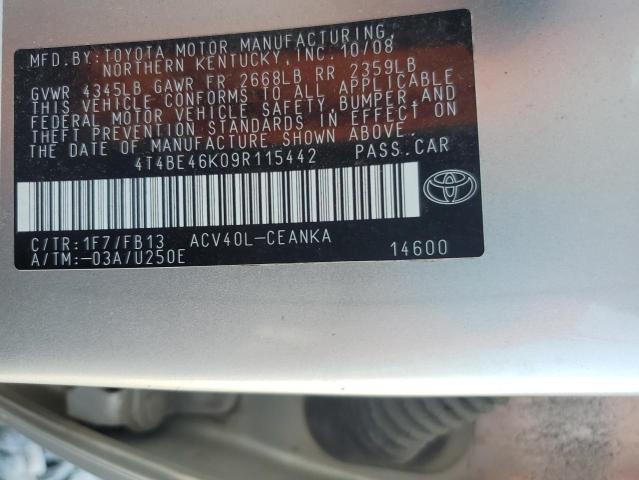 MFD.BY:TOYOTA MOTOR MANUFACTURING,
NORTHERN KENTUCKY,INC.10/08
GVWR 4345LB GAWR FR 2668LB RR 2359LB
THIS VEHICLE CONFORMS TO ALL APPLICABLE
FEDERAL MOTOR VEHICLE SAFETY, BUMPER,AND
THEFT PREVENTION STANDARDS IN EFFECT ON
THE DATE OF MANUFACTURE SHOWN ABOVE.
4T4BE46K09R115442 PASS.CAR
C/TR:1F7/FB13 ACV40L-CEANKA
A/TM:-03A/U250E 14600